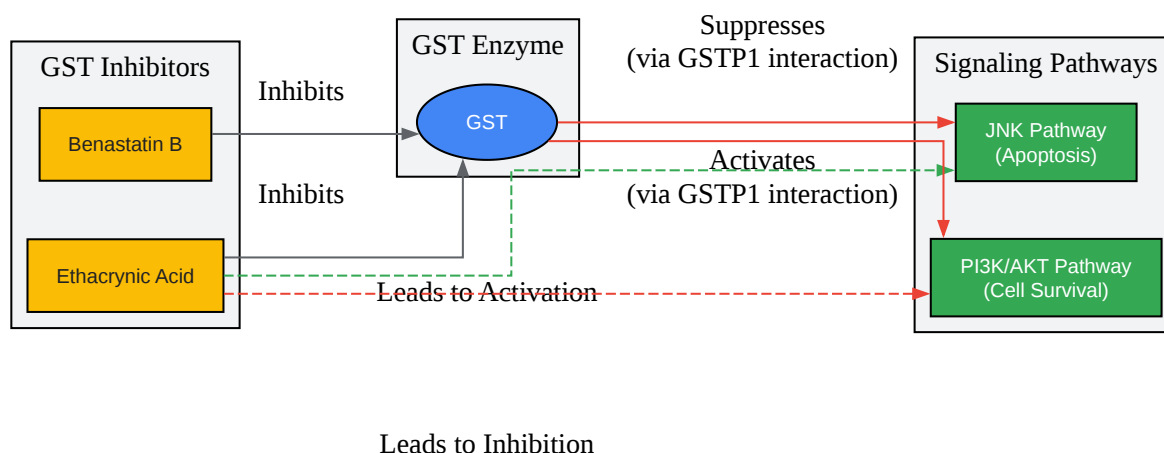 GST Inhibitors
Benastatin B
Ethacrynic Acid
Inhibits
Inhibits
GST Enzyme
GST
Suppresses
(via GSTP1 interaction)
Activates
(via GSTP1 interaction)
Leads to Activation
Leads to Inhibition
Signaling Pathways
JNK Pathway
(Apoptosis)
PI3K/AKT Pathway
(Cell Survival)